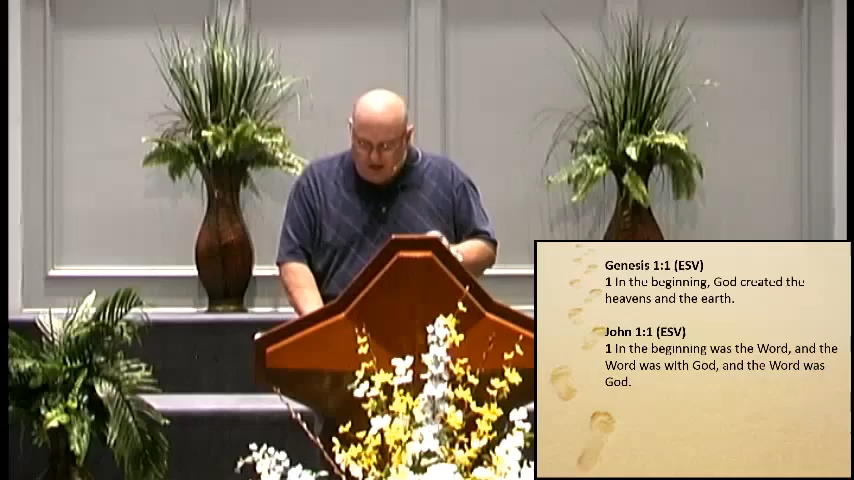 Genesis 1:1 (ESV)
1 In the beginning, God created the
heavens and the earth.
John 1:1 (ESV)
1 In the beginning was the Word, and the
Word was with God, and the Word was
God.